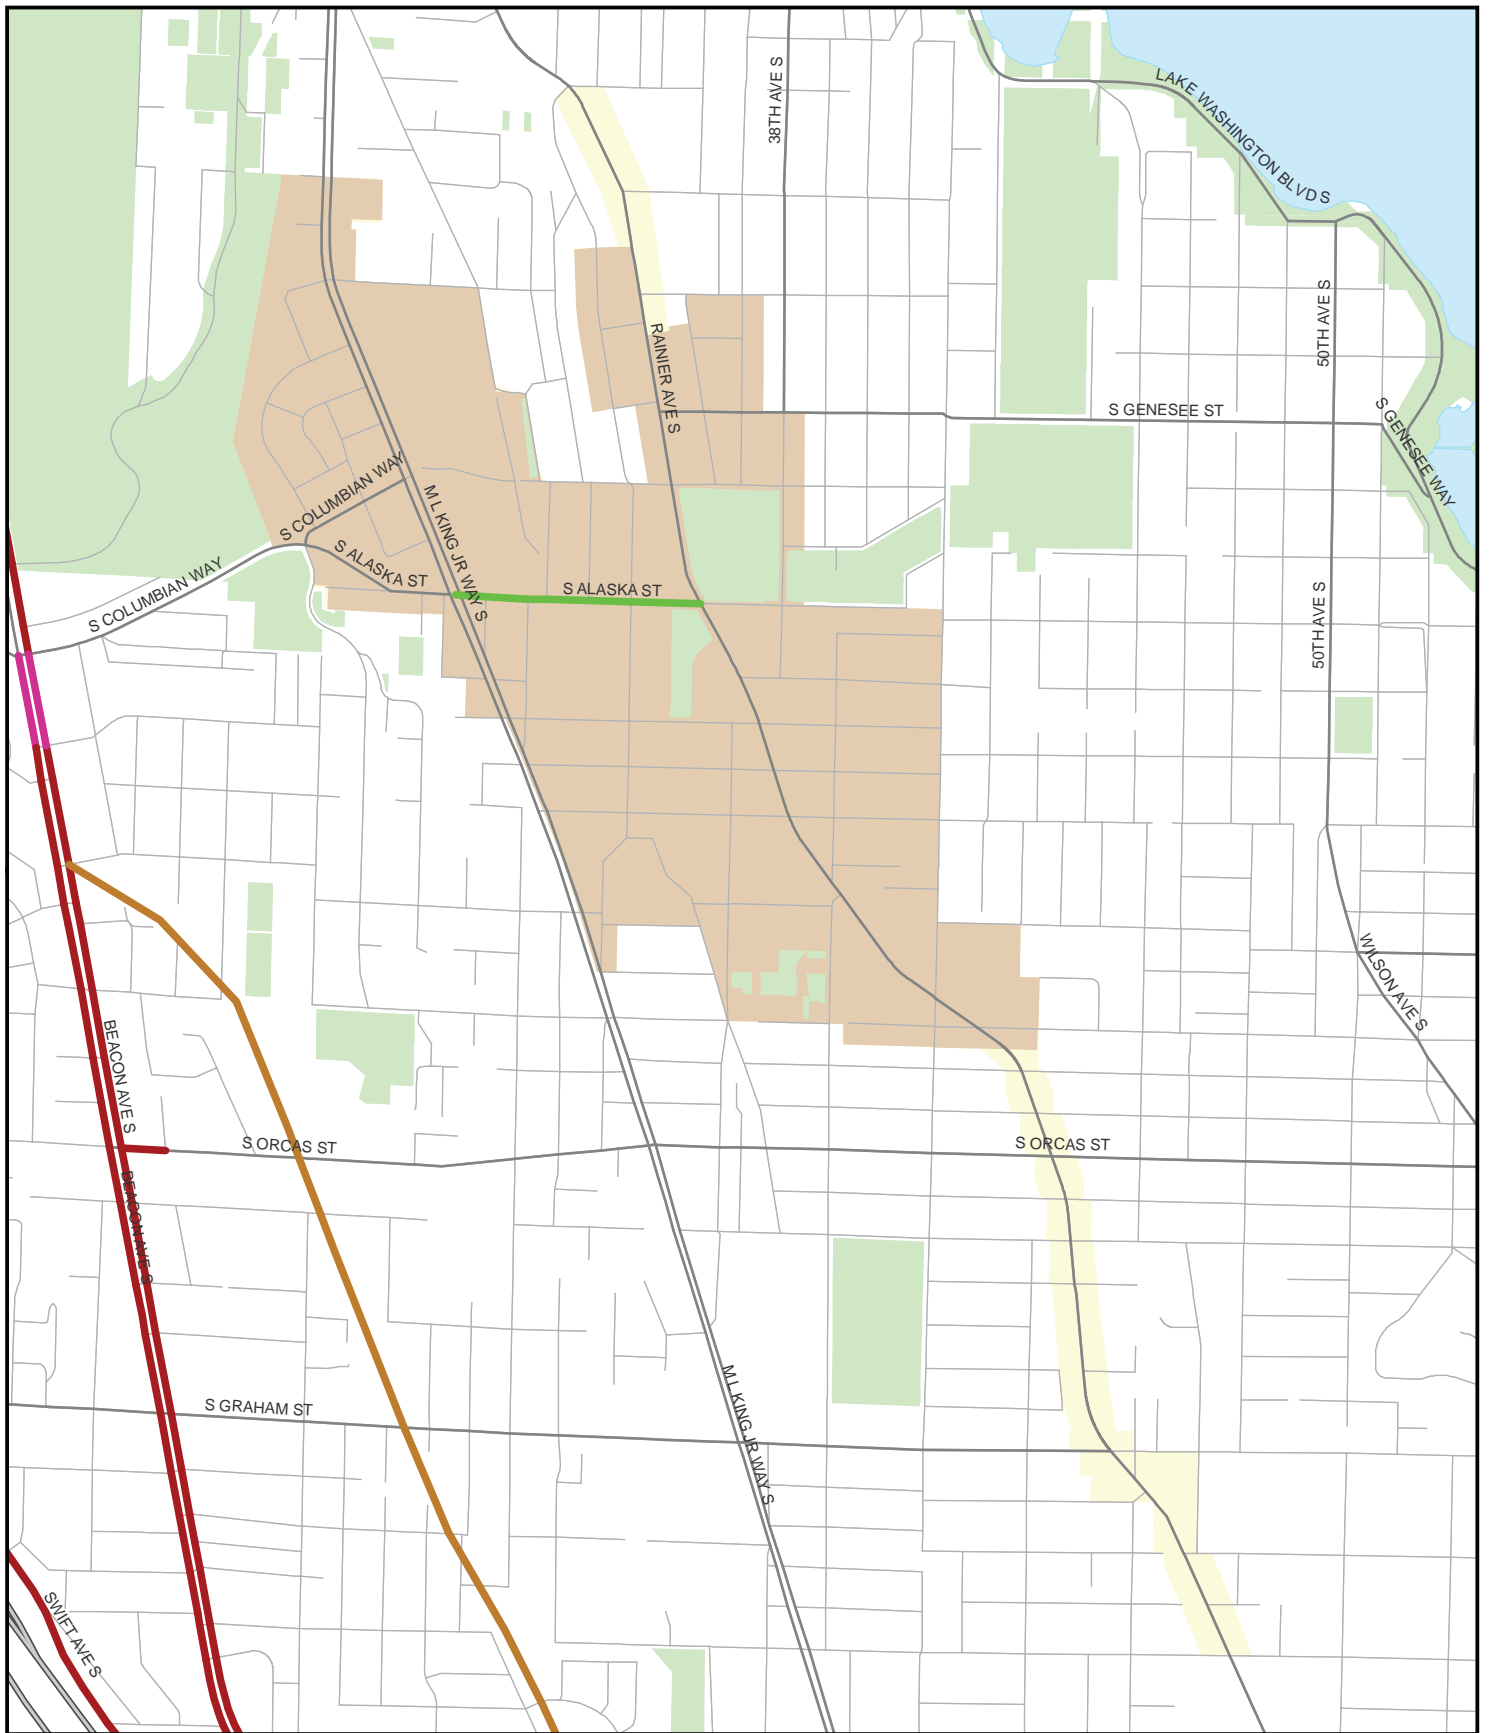 38TH AVE S
LAKE WASHINGTON BLVD S
50TH AVE S
RAINIER AVE S
S GENESEE ST
S GENESEE WAY
S COLUMBIAN WAY
M L KING JR WAY S
S ALASKA ST
S ALASKA ST
S COLUMBIAN WAY
50TH AVE S
WILSON AVE S
BEACON AVE S
S ORCAS ST
S ORCAS ST
BEACON AVE S
S GRAHAM ST
M L KING JR WAY S
SWIFT AVE S